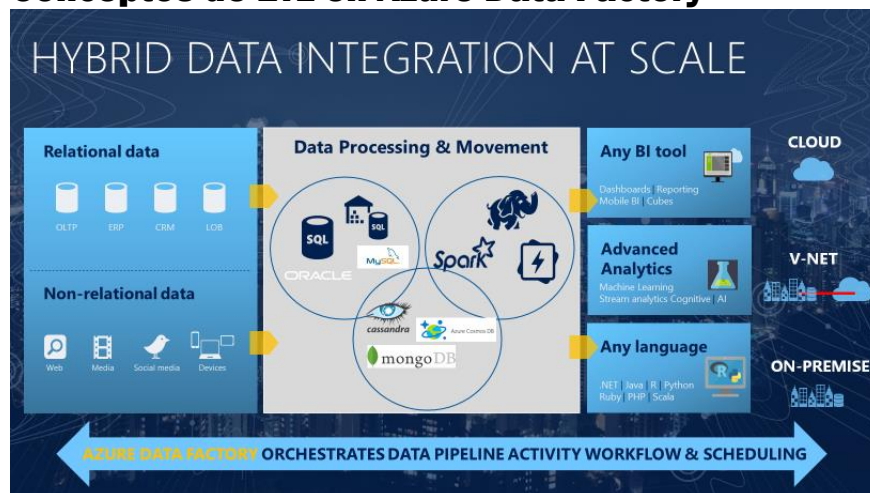 Conceptos de ETL en Azure Data Factory
HYBRID DATA INTEGRATION AT SCALE
Relational data
OLTP ERP CRM LOB
Non-relational data
Web Media Social media Devices
Data Processing & Movement
SQL
SQL
MySQL
ORACLE
Spark
cassandra
Azure Cosmos DB
mongoDB
Any BI tool
Dashboards | Reporting
Mobile BI | Cubes
Advanced
Analytics
Machine Learning
Stream analytics Cognitive | AI
Any language
.NET | Java | R | Python
Ruby | PHP | Scala
R
CLOUD
V-NET
ON-PREMISE
AZURE DATA FACTORY ORCHESTRATES DATA PIPELINE ACTIVITY WORKFLOW & SCHEDULING